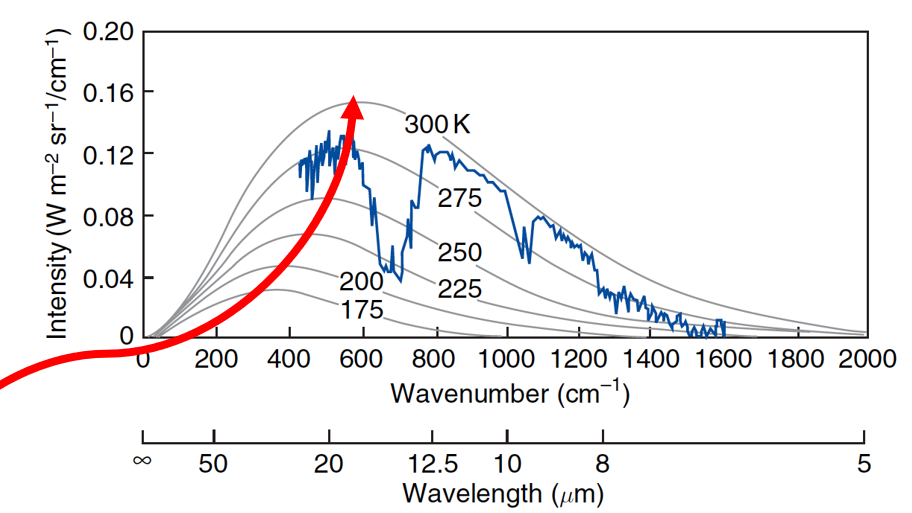 0.20
0.16
0.12
0.08
0.04
0
Intensity (W m−2 sr−1/cm−1)
300 K
275
250
225
200
175
0 200 400 600 800 1000 1200 1400 1600 1800 2000
Wavenumber (cm−1)
∞ 50 20 12.5 10 8 5
Wavelength (μm)